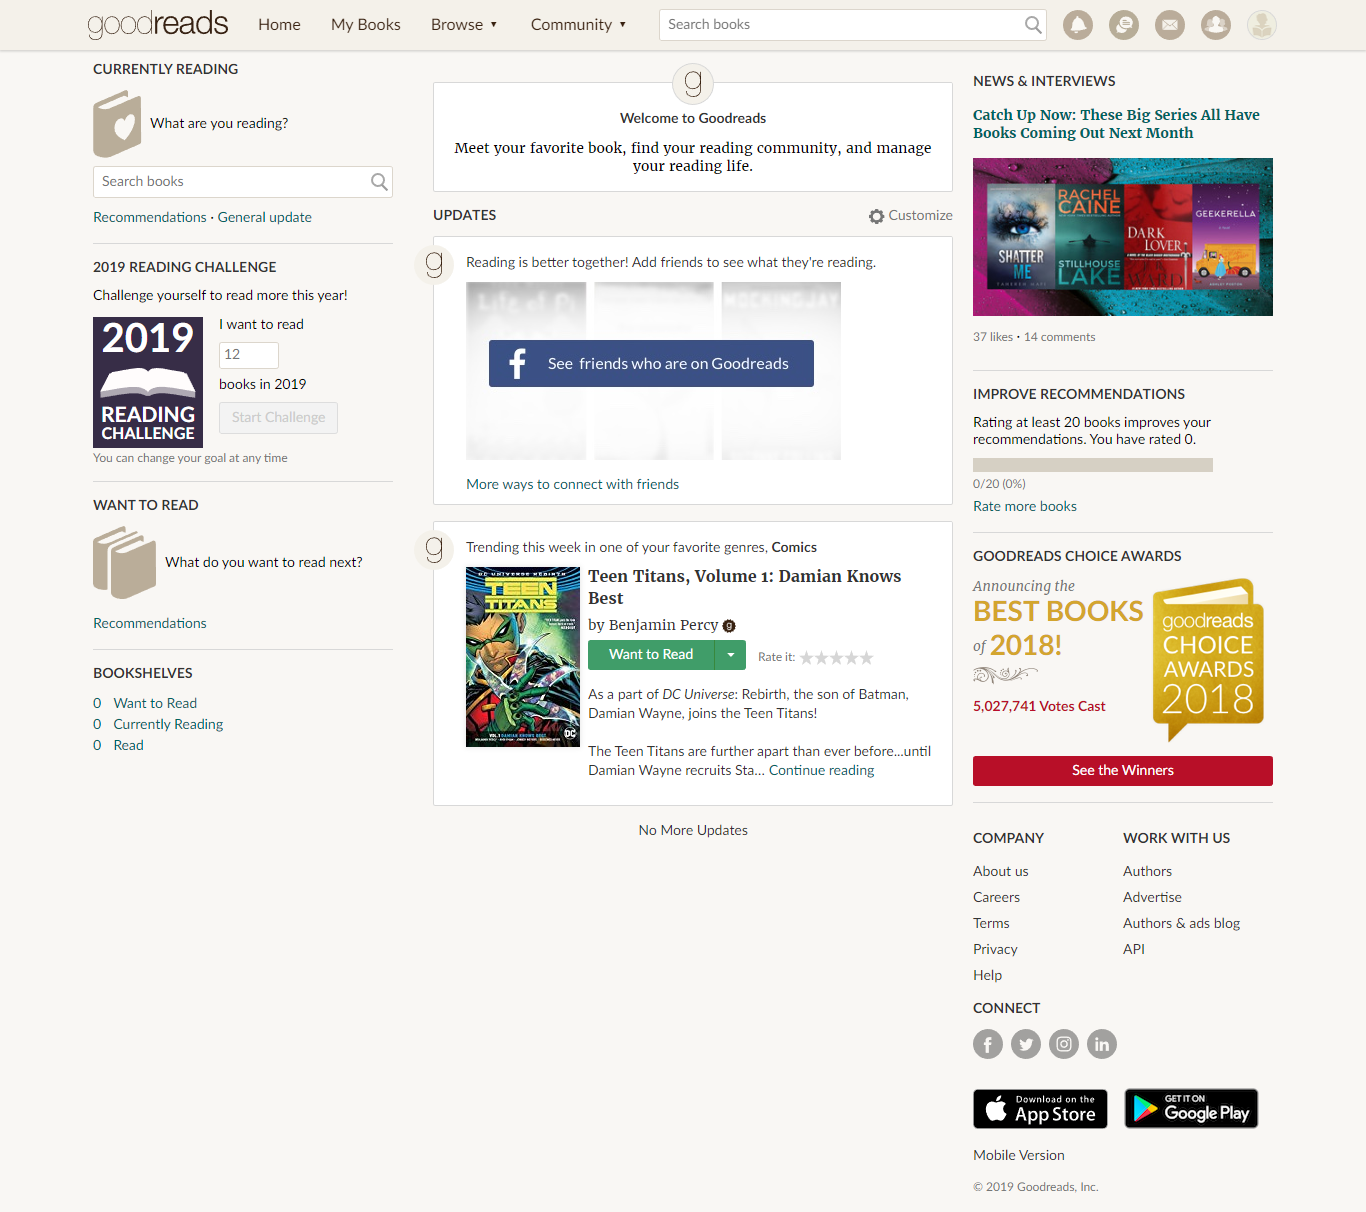 goodreads
Home
My Books
Browse ▼
Community ▼
Search books
CURRENTLY READING
What are you reading?
Search books
Recommendations · General update
2019 READING CHALLENGE
Challenge yourself to read more this year!
2019
READING
CHALLENGE
I want to read
12
books in 2019
Start Challenge
You can change your goal at any time
WANT TO READ
What do you want to read next?
Recommendations
BOOKSHELVES
0 Want to Read
0 Currently Reading
0 Read
g
Welcome to Goodreads
Meet your favorite book, find your reading community, and manage
your reading life.
UPDATES
Customize
g
Reading is better together! Add friends to see what they're reading.
MOCKINGJAY
f See friends who are on Goodreads
More ways to connect with friends
g
Trending this week in one of your favorite genres, Comics
DC UNIVERSE REBIRTH
TEEN
TITANS
VOL.1 DAMIAN KNOWS BEST
DC
Teen Titans, Volume 1: Damian Knows
Best
by Benjamin Percy g
Want to Read
Rate it:
As a part of DC Universe: Rebirth, the son of Batman,
Damian Wayne, joins the Teen Titans!
The Teen Titans are further apart than ever before...until
Damian Wayne recruits Sta... Continue reading
No More Updates
NEWS & INTERVIEWS
Catch Up Now: These Big Series All Have
Books Coming Out Next Month
SHATTER
ME
RACHEL
CAINE
STILLHOUSE
LAKE
DARK
LOVER
WARD
GEEKERELLA
37 likes · 14 comments
IMPROVE RECOMMENDATIONS
Rating at least 20 books improves your
recommendations. You have rated 0.
0/20 (0%)
Rate more books
GOODREADS CHOICE AWARDS
Announcing the
BEST BOOKS
of 2018!
5,027,741 Votes Cast
goodreads
CHOICE
AWARDS
2018
See the Winners
COMPANY
About us
Careers
Terms
Privacy
Help
WORK WITH US
Authors
Advertise
Authors & ads blog
API
CONNECT
f
in
Download on the
App Store
GET IT ON
Google Play
Mobile Version
© 2019 Goodreads, Inc.